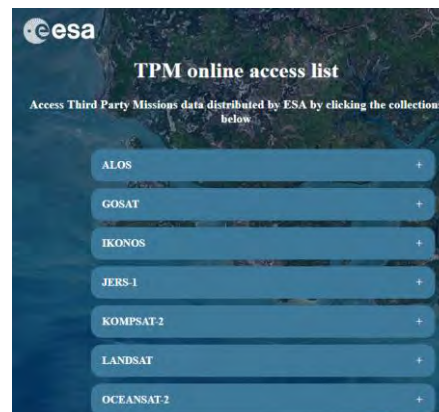 esa
TPM online access list
Access Third Party Missions data distributed by ESA by clicking the collection
below
ALOS +
GOSAT +
IKONOS +
JERS-1 +
KOMPSAT-2 +
LANDSAT +
OCEANSAT-2 +